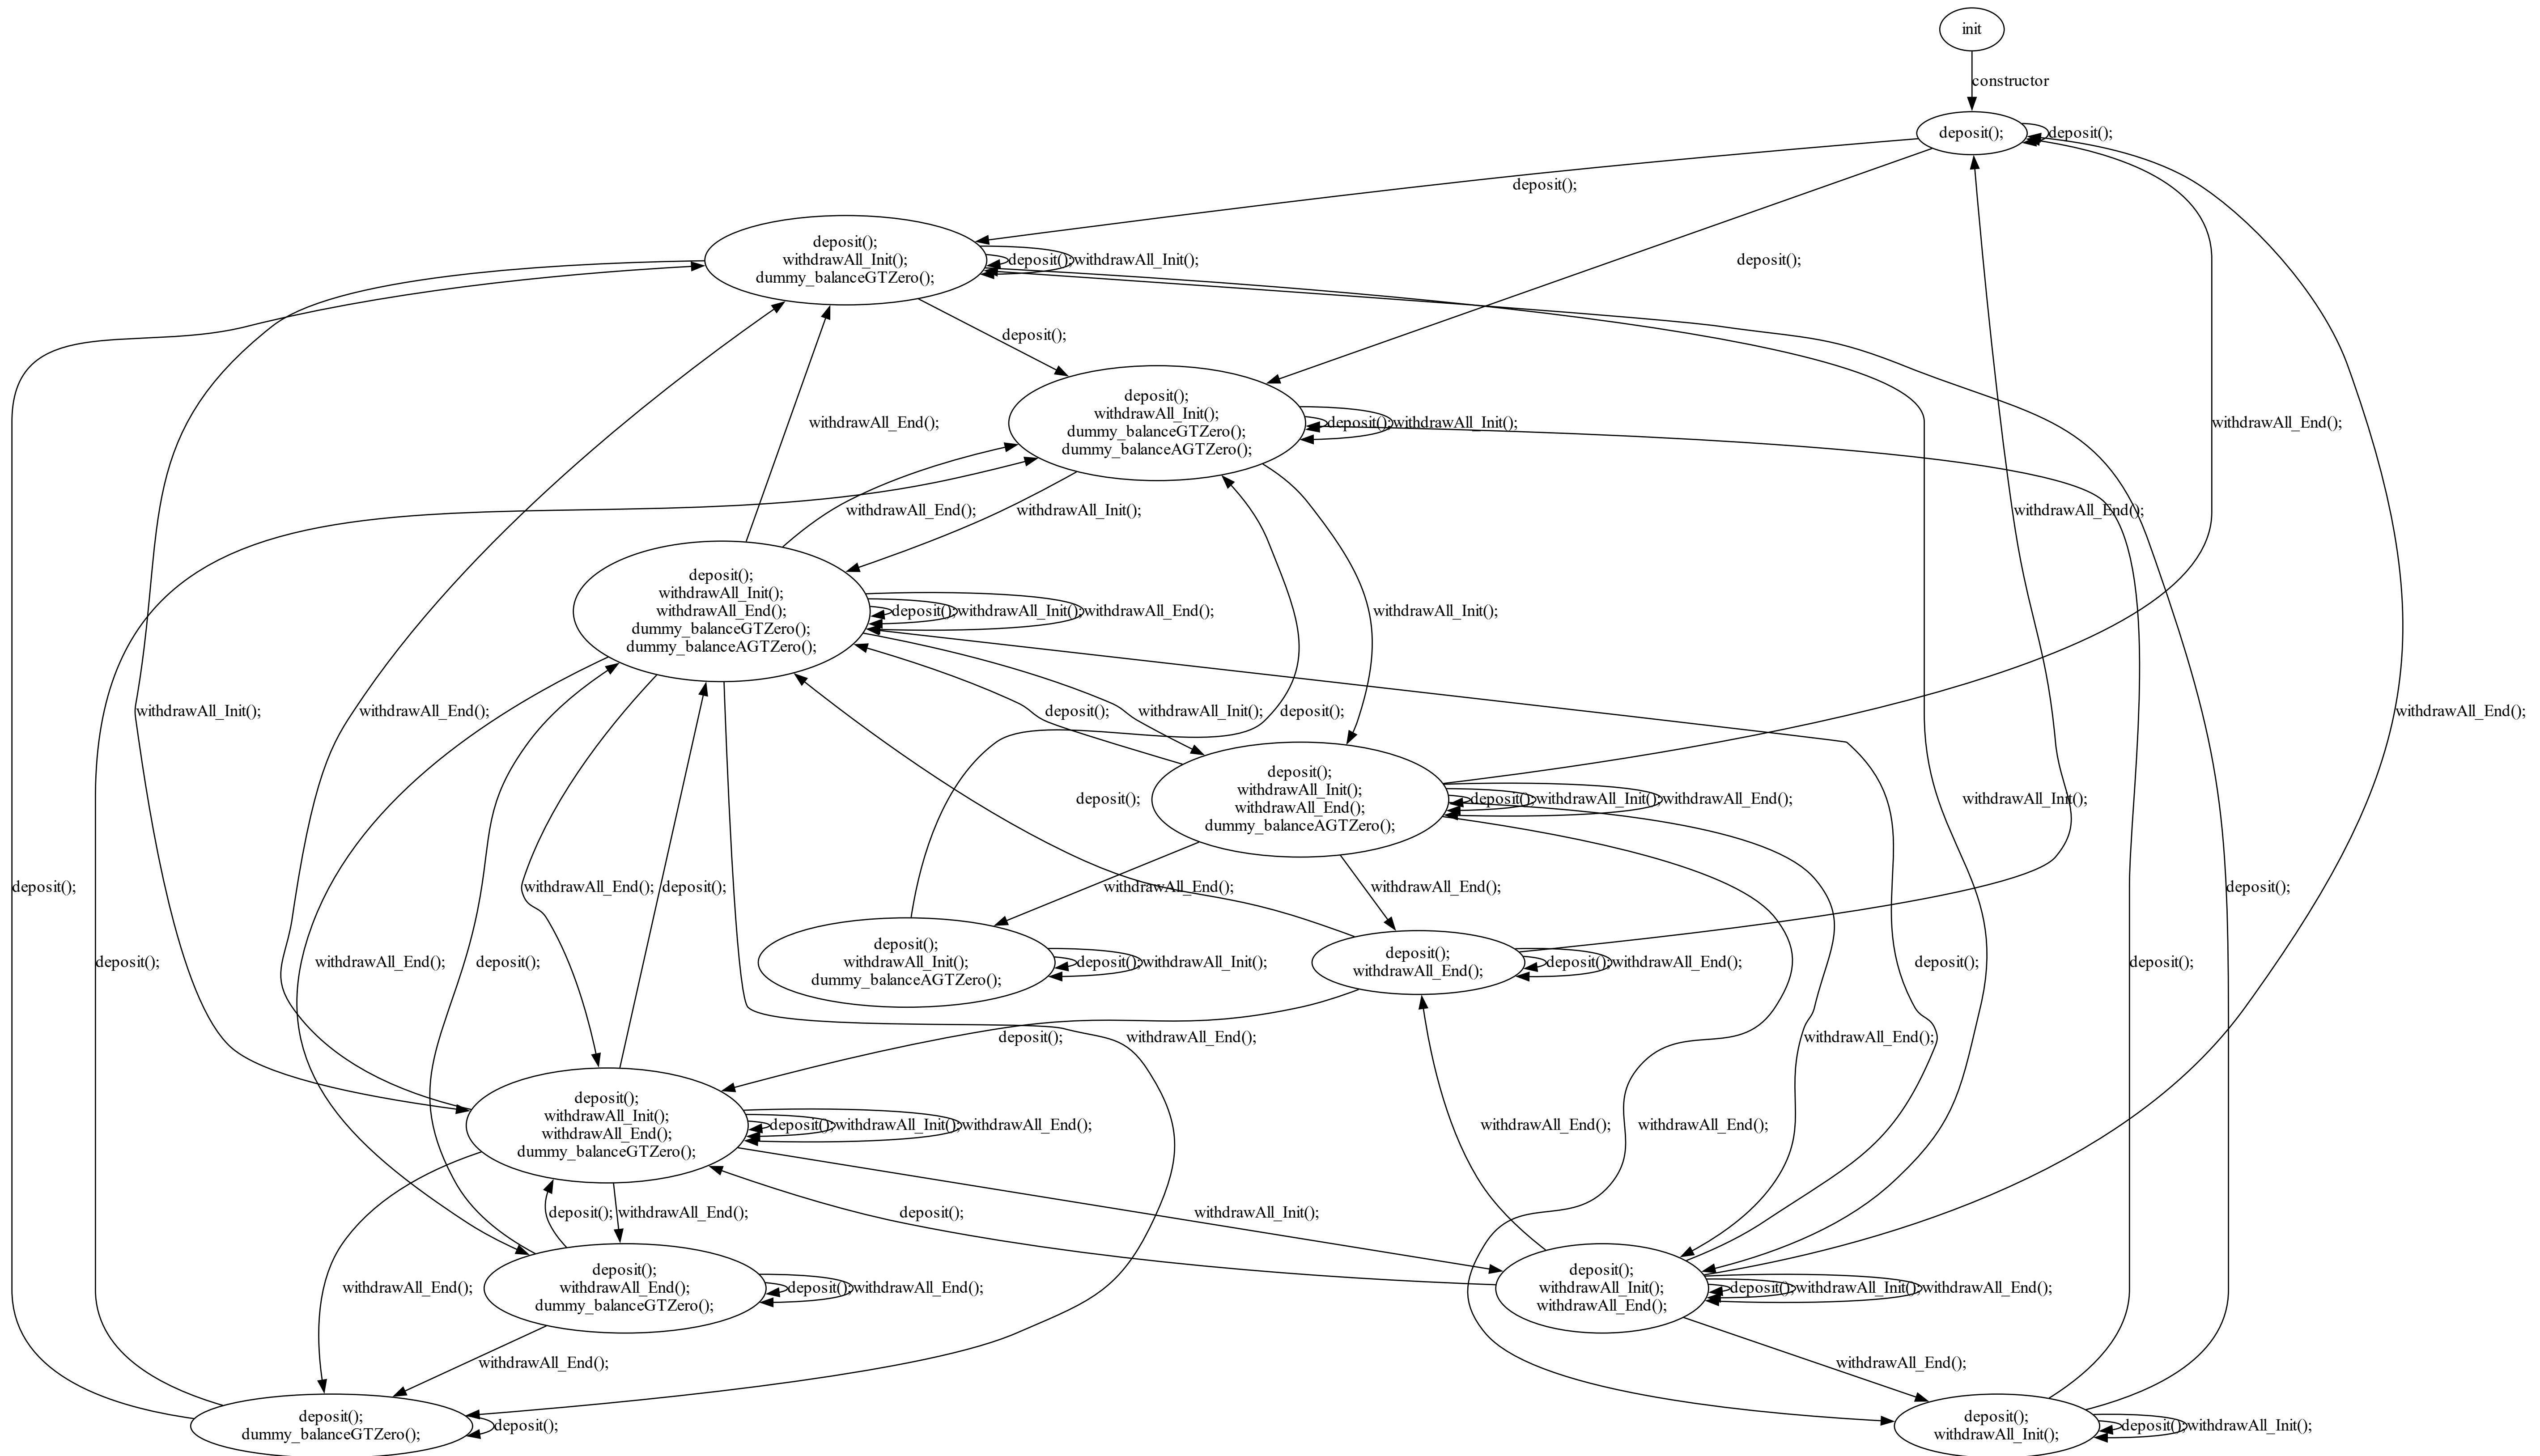 init
constructor
deposit();
deposit();
deposit();
deposit();
withdrawAll_Init();
dummy_balanceGTZero();
deposit();
withdrawAll_Init();
deposit();
deposit();
deposit();
withdrawAll_Init();
dummy_balanceGTZero();
dummy_balanceAGTZero();
deposit();
withdrawAll_Init();
withdrawAll_End();
withdrawAll_End();
withdrawAll_End();
withdrawAll_Init();
withdrawAll_End();
deposit();
withdrawAll_Init();
withdrawAll_End();
dummy_balanceGTZero();
dummy_balanceAGTZero();
deposit();
withdrawAll_Init();
withdrawAll_End();
withdrawAll_Init();
withdrawAll_Init();
withdrawAll_End();
deposit();
withdrawAll_Init();
deposit();
withdrawAll_End();
deposit();
withdrawAll_Init();
withdrawAll_End();
dummy_balanceAGTZero();
deposit();
deposit();
withdrawAll_Init();
withdrawAll_End();
withdrawAll_Init();
deposit();
withdrawAll_End();
deposit();
withdrawAll_End();
withdrawAll_End();
deposit();
deposit();
withdrawAll_End();
deposit();
deposit();
withdrawAll_Init();
dummy_balanceAGTZero();
deposit();
withdrawAll_Init();
deposit();
withdrawAll_End();
deposit();
withdrawAll_End();
deposit();
deposit();
deposit();
withdrawAll_End();
withdrawAll_End();
deposit();
withdrawAll_Init();
withdrawAll_End();
dummy_balanceGTZero();
deposit();
withdrawAll_Init();
withdrawAll_End();
withdrawAll_End();
withdrawAll_End();
deposit();
withdrawAll_End();
deposit();
withdrawAll_Init();
withdrawAll_End();
deposit();
withdrawAll_End();
dummy_balanceGTZero();
deposit();
withdrawAll_End();
deposit();
withdrawAll_Init();
withdrawAll_End();
deposit();
withdrawAll_Init();
withdrawAll_End();
withdrawAll_End();
withdrawAll_End();
deposit();
dummy_balanceGTZero();
deposit();
deposit();
withdrawAll_Init();
deposit();
withdrawAll_Init();